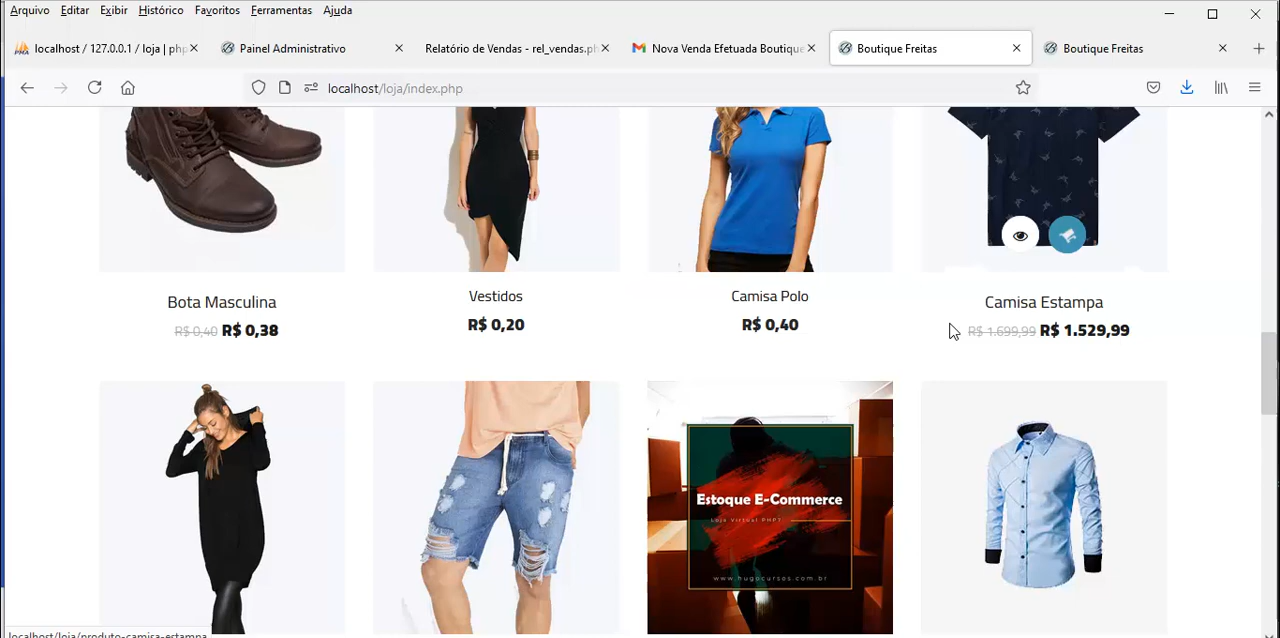 Arquivo Editar Exibir Histórico Favoritos Ferramentas Ajuda
localhost / 127.0.0.1 / loja | php
Painel Administrativo
Relatório de Vendas - rel_vendas.ph
Nova Venda Efetuada Boutique
Boutique Freitas
Boutique Freitas
localhost/loja/index.php
Bota Masculina
R$ 0,40 R$ 0,38
Vestidos
R$ 0,20
Camisa Polo
R$ 0,40
Camisa Estampa
R$ 1.699,99 R$ 1.529,99
Estoque E-Commerce
Loja Virtual PHP7
www.hugocursos.com.br
localhost/loja/produto-camisa-estampa